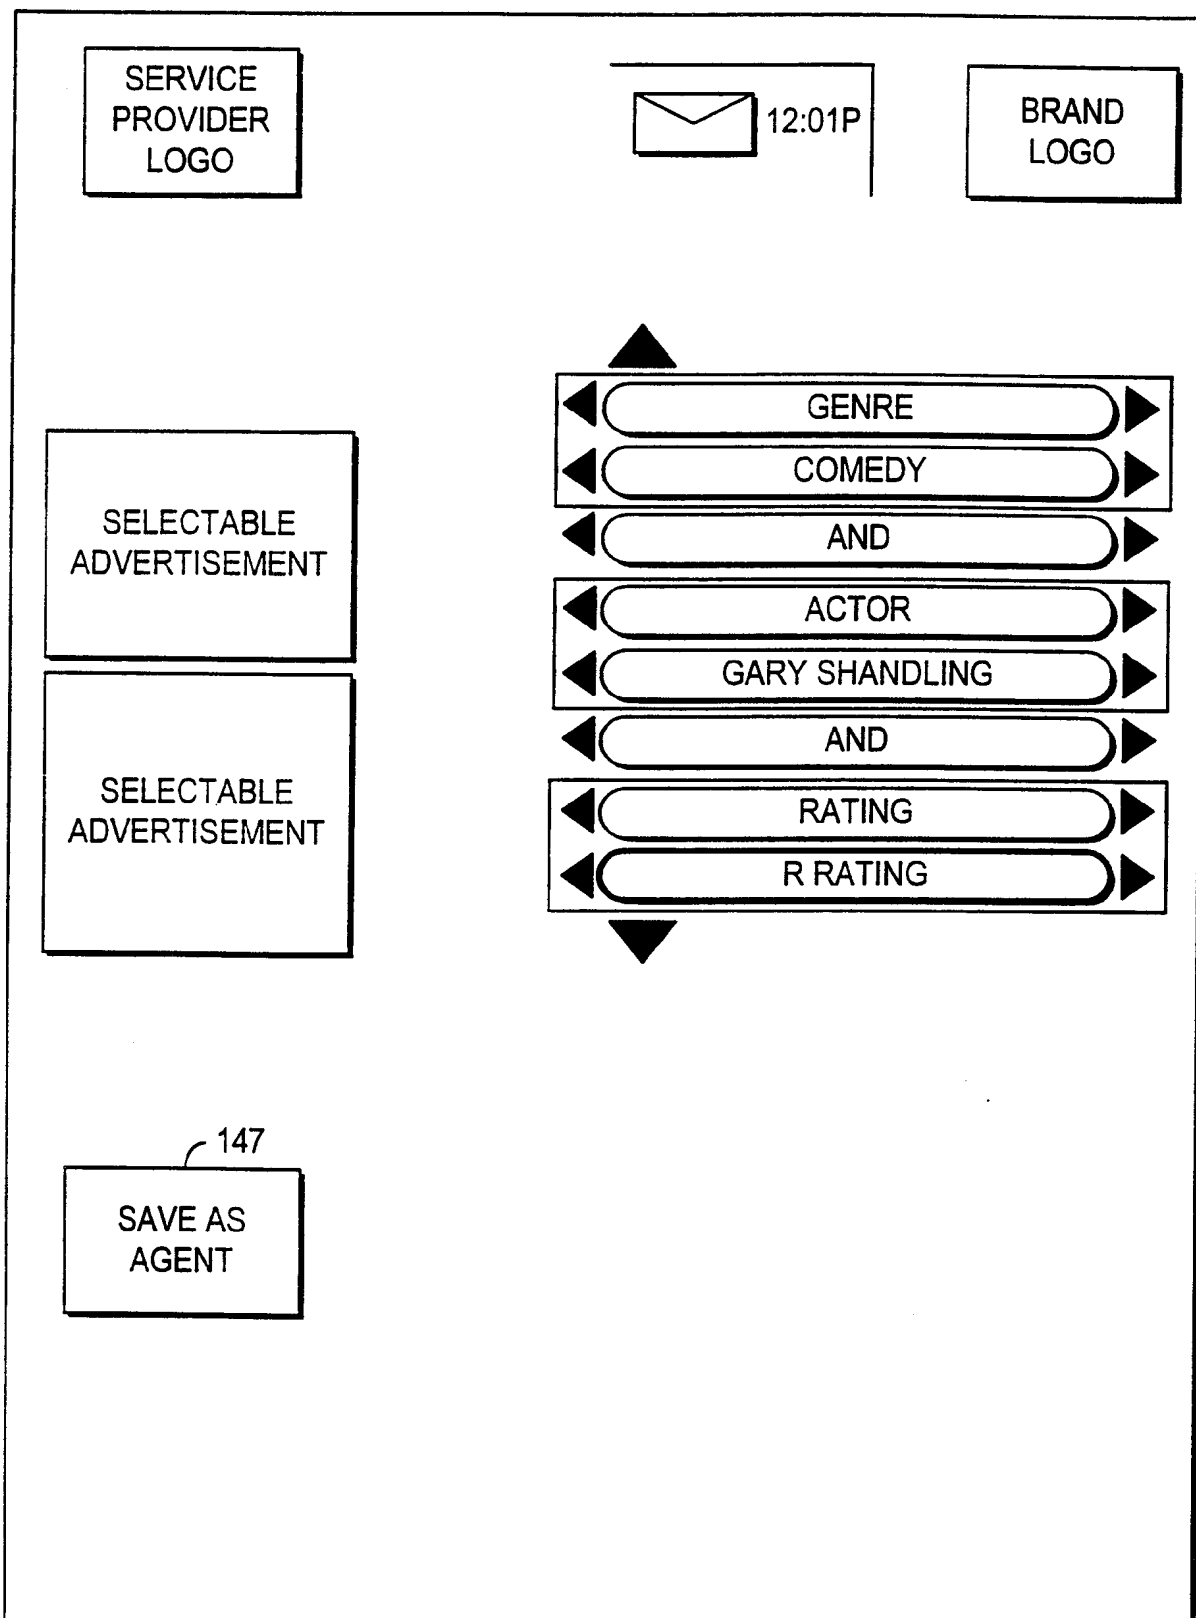 SERVICE
PROVIDER
LOGO
12:01P
BRAND
LOGO
GENRE
COMEDY
AND
ACTOR
GARY SHANDLING
AND
RATING
R RATING
SELECTABLE
ADVERTISEMENT
SELECTABLE
ADVERTISEMENT
147
SAVE AS
AGENT